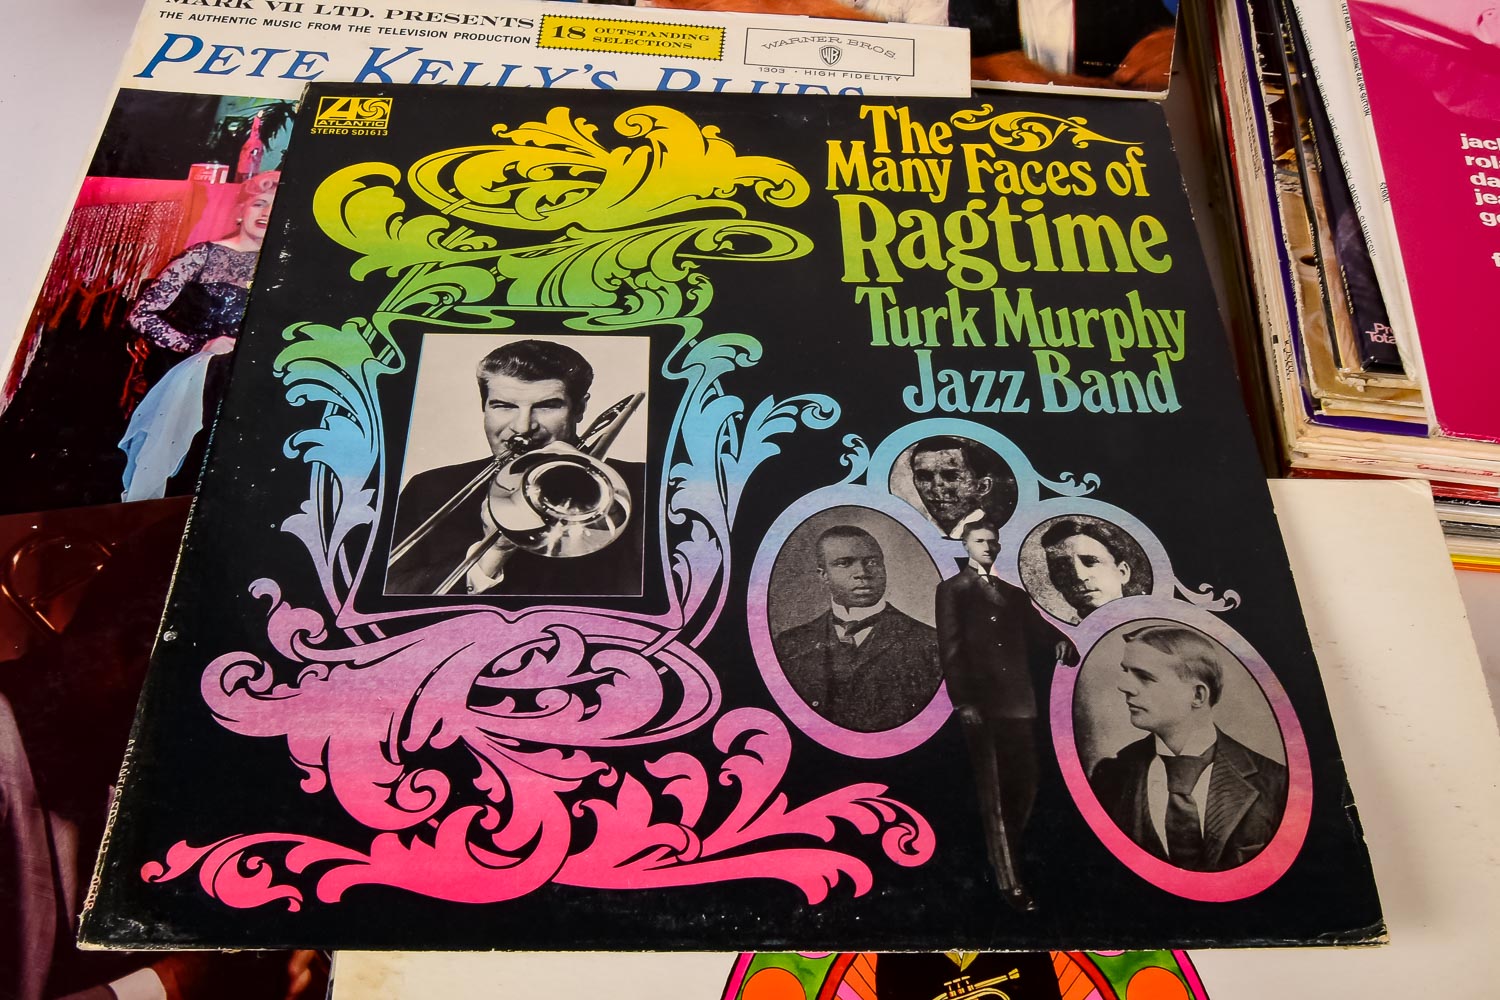 MARK VII LTD. PRESENTS
THE AUTHENTIC MUSIC FROM THE TELEVISION PRODUCTION
18 OUTSTANDING
SELECTIONS
WARNER BROS
WB
1303 · HIGH FIDELITY
PETE KELLY'S BLUES
ATLANTIC
STEREO SD1613
The
Many Faces of
Ragtime
Turk Murphy
Jazz Band